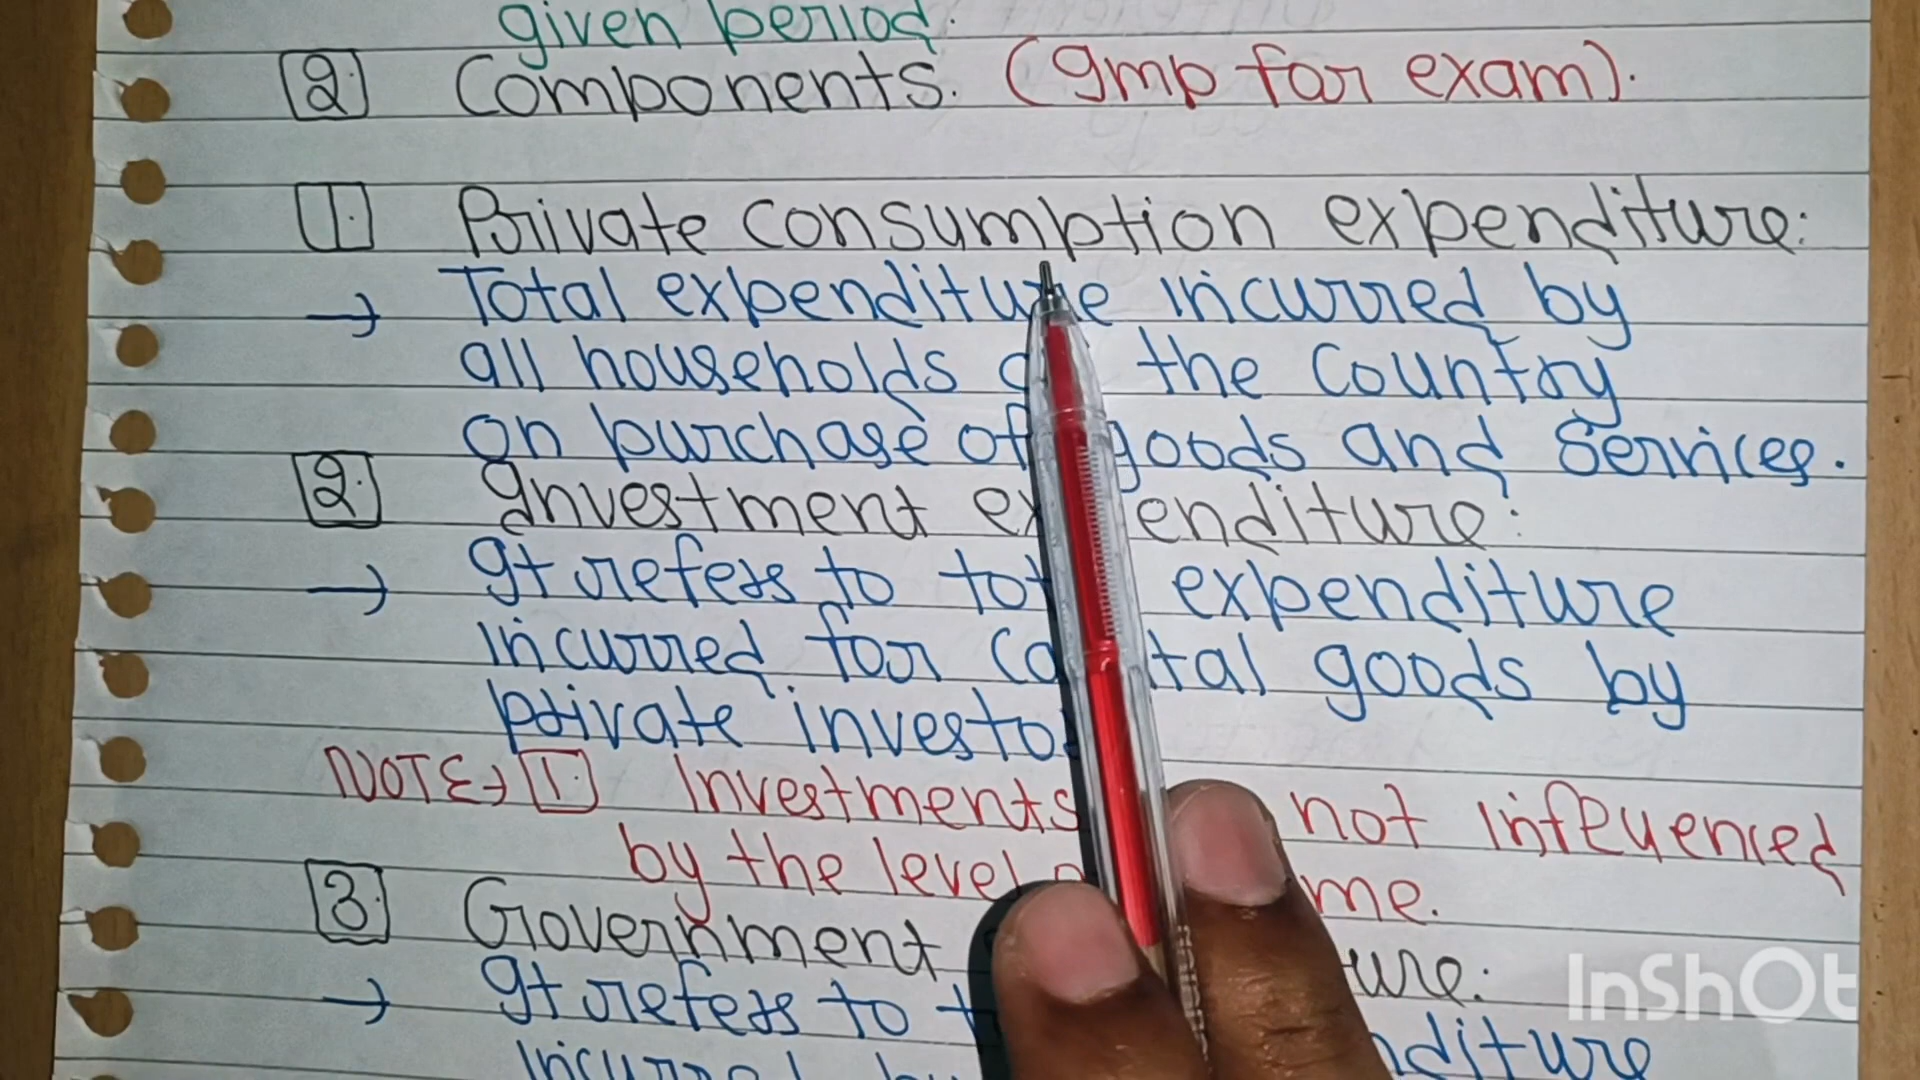 given period.
2. Components. (Imp for exam).
1. Private consumption expenditure:
→ Total expenditure incurred by
all households the Country
on purchase of goods and Services.
2. Investment enditure:
→ It refers to expenditure
incurred for tal goods by
private investo
NOTE→ 1. Investments not influenced
by the level me.
3. Government ure:
→ It refers to nditure
InShOt